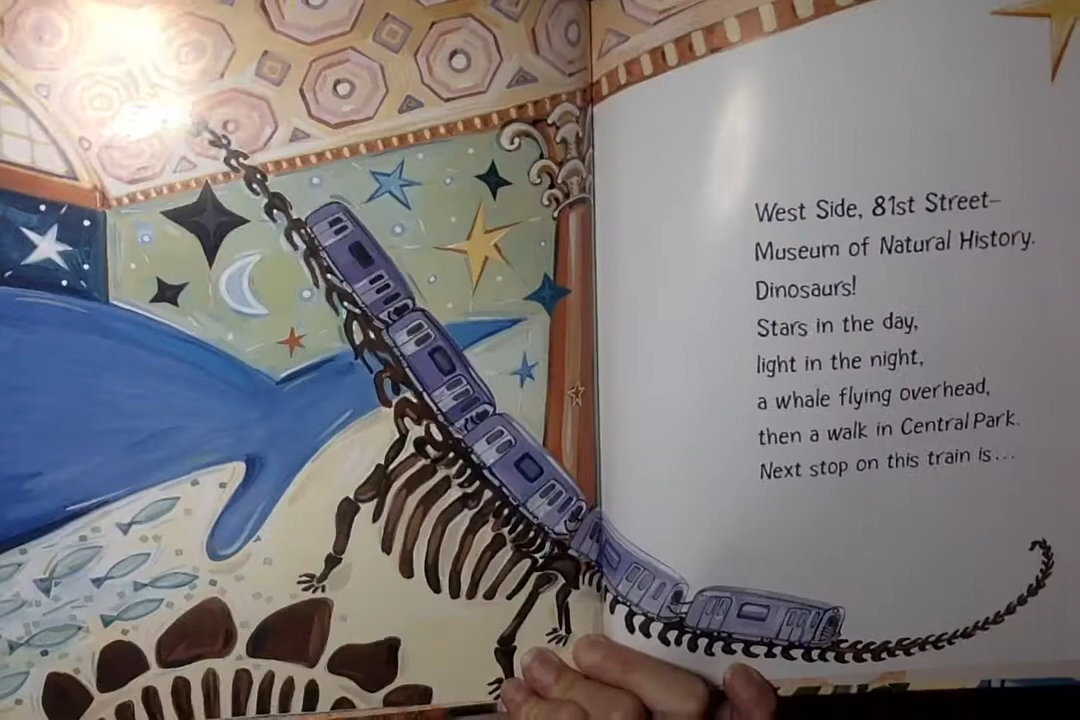 West Side, 81st Street–
Museum of Natural History.
Dinosaurs!
Stars in the day,
light in the night,
a whale flying overhead,
then a walk in Central Park.
Next stop on this train is...